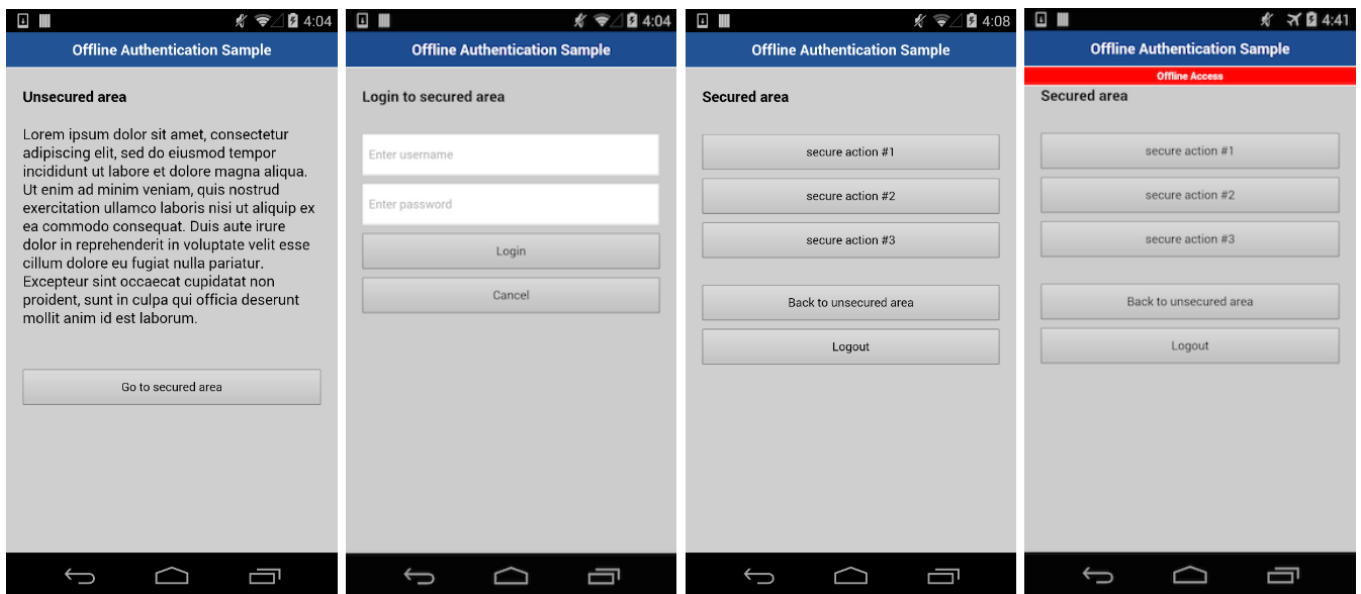 4:04
Offline Authentication Sample
Unsecured area
Lorem ipsum dolor sit amet, consectetur
adipiscing elit, sed do eiusmod tempor
incididunt ut labore et dolore magna aliqua.
Ut enim ad minim veniam, quis nostrud
exercitation ullamco laboris nisi ut aliquip ex
ea commodo consequat. Duis aute irure
dolor in reprehenderit in voluptate velit esse
cillum dolore eu fugiat nulla pariatur.
Excepteur sint occaecat cupidatat non
proident, sunt in culpa qui officia deserunt
mollit anim id est laborum.
Go to secured area
4:04
Offline Authentication Sample
Login to secured area
Enter username
Enter password
Login
Cancel
4:08
Offline Authentication Sample
Secured area
secure action #1
secure action #2
secure action #3
Back to unsecured area
Logout
4:41
Offline Authentication Sample
Offline Access
Secured area
secure action #1
secure action #2
secure action #3
Back to unsecured area
Logout